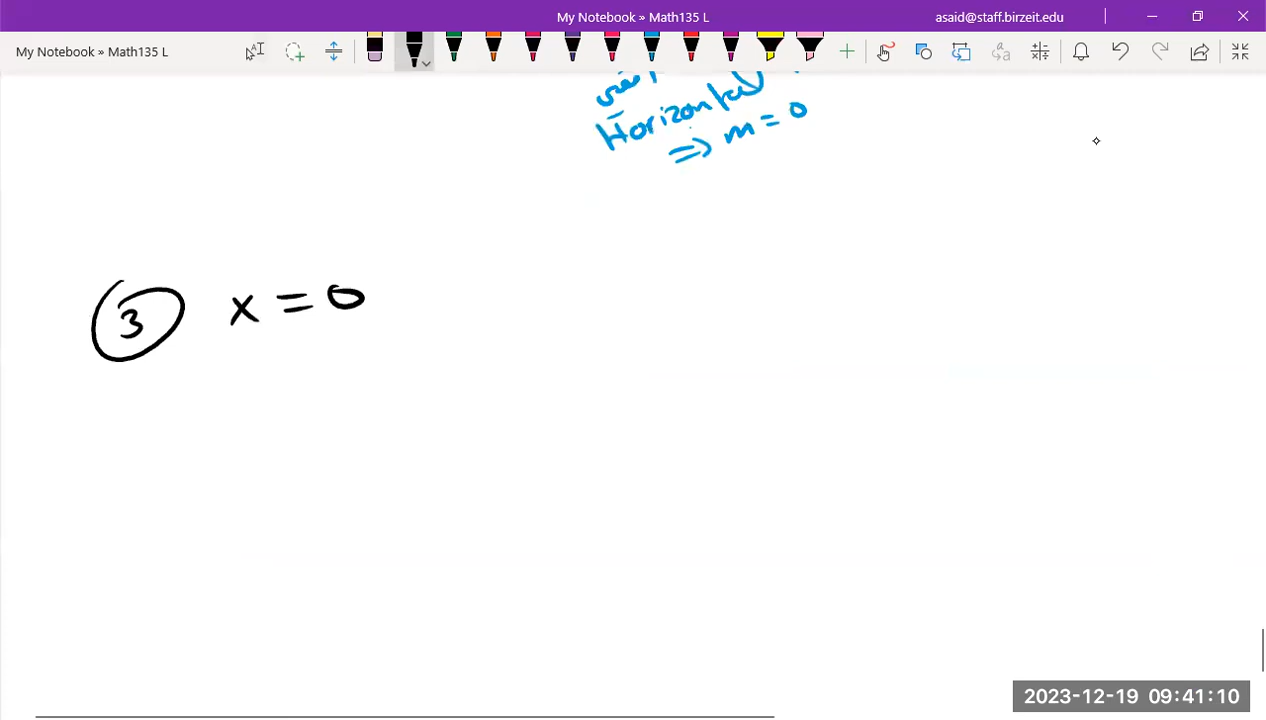 My Notebook » Math135 L
asaid@staff.birzeit.edu
My Notebook » Math135 L
Horizontal
⇒ m = 0
③ x = 0
2023-12-19 09:41:10